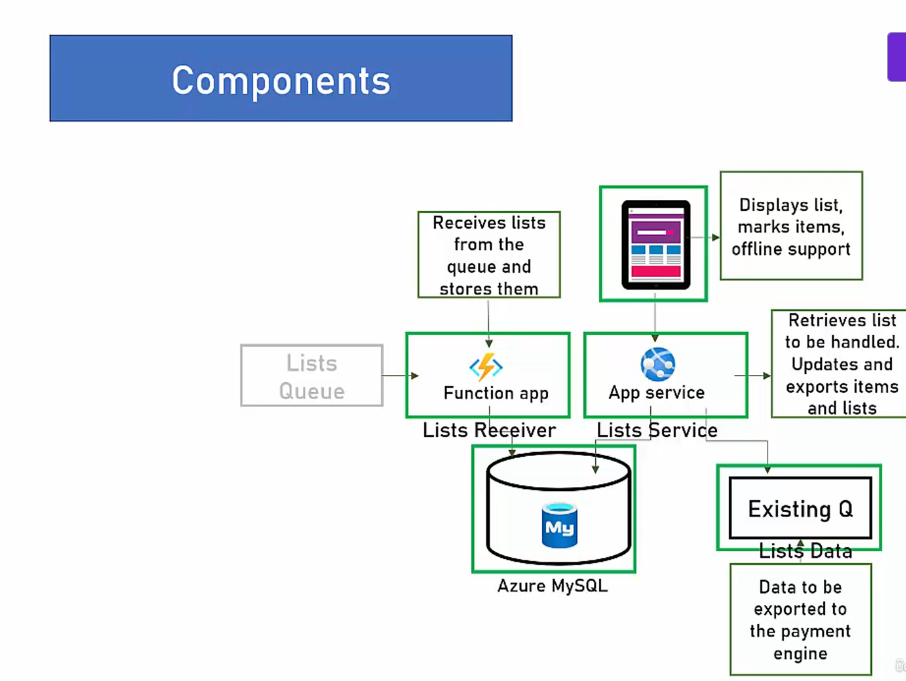 Components
Displays list,
marks items,
offline support
Receives lists
from the
queue and
stores them
Retrieves list
to be handled.
Updates and
exports items
and lists
Lists
Queue
Function app
App service
Lists Receiver
Lists Service
My
Existing Q
Lists Data
Azure MySQL
Data to be
exported to
the payment
engine